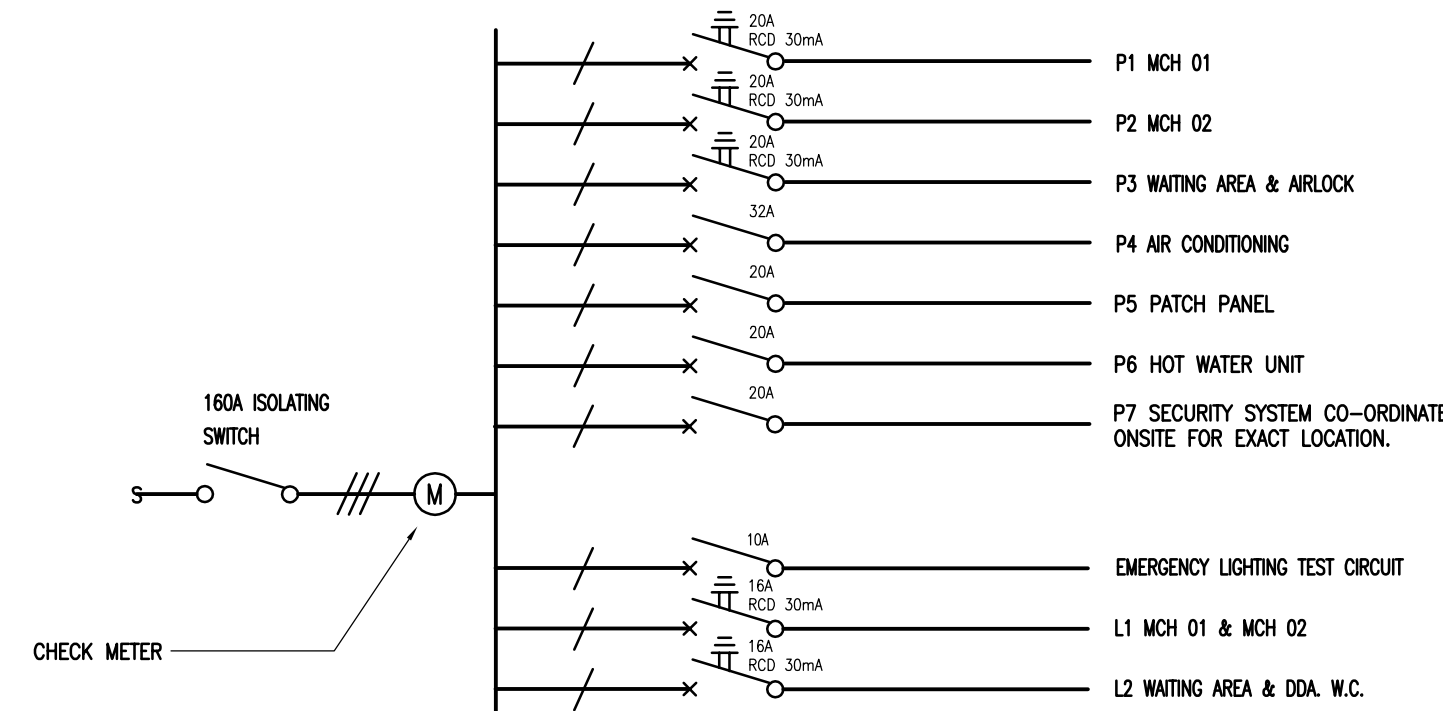 20A
RCD 30mA
P1 MCH 01
20A
RCD 30mA
P2 MCH 02
20A
RCD 30mA
P3 WAITING AREA & AIRLOCK
32A
P4 AIR CONDITIONING
20A
P5 PATCH PANEL
20A
P6 HOT WATER UNIT
20A
P7 SECURITY SYSTEM CO-ORDINATE
ONSITE FOR EXACT LOCATION.
160A ISOLATING
SWITCH
S
M
CHECK METER
10A
EMERGENCY LIGHTING TEST CIRCUIT
16A
RCD 30mA
L1 MCH 01 & MCH 02
16A
RCD 30mA
L2 WAITING AREA & DDA. W.C.